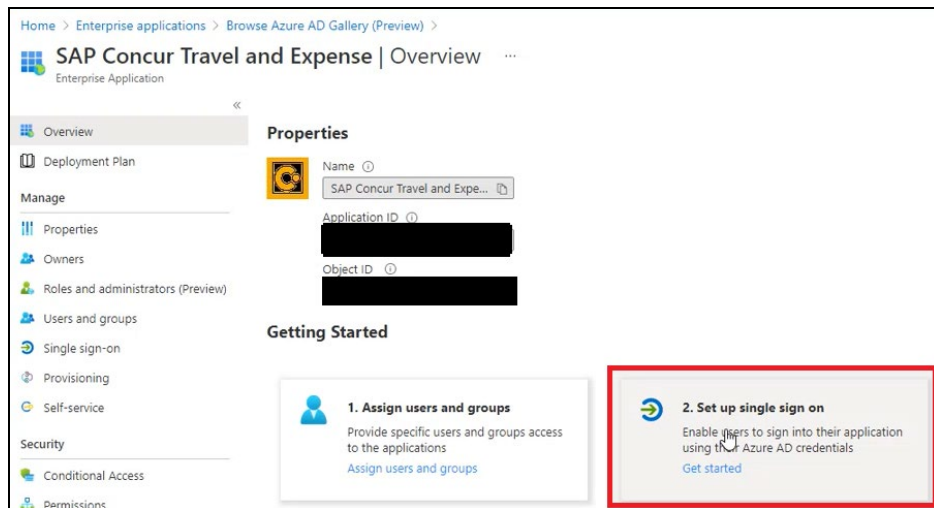 Home > Enterprise applications > Browse Azure AD Gallery (Preview) >
SAP Concur Travel and Expense | Overview ...
Enterprise Application
«
Overview
Deployment Plan
Manage
Properties
Owners
Roles and administrators (Preview)
Users and groups
Single sign-on
Provisioning
Self-service
Security
Conditional Access
Permissions
Properties
Name
SAP Concur Travel and Expe...
Application ID
Object ID
Getting Started
1. Assign users and groups
Provide specific users and groups access
to the applications
Assign users and groups
2. Set up single sign on
Enable users to sign into their application
using their Azure AD credentials
Get started